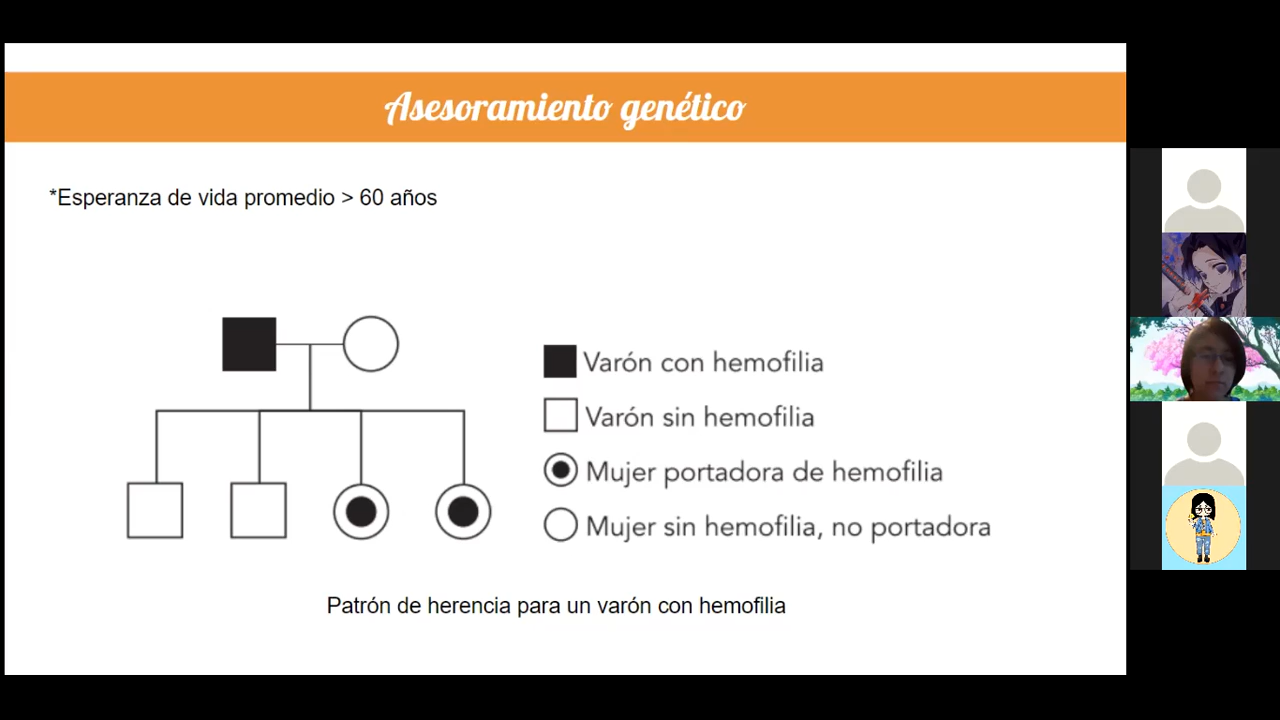 Asesoramiento genético
*Esperanza de vida promedio > 60 años
Varón con hemofilia
Varón sin hemofilia
Mujer portadora de hemofilia
Mujer sin hemofilia, no portadora
Patrón de herencia para un varón con hemofilia